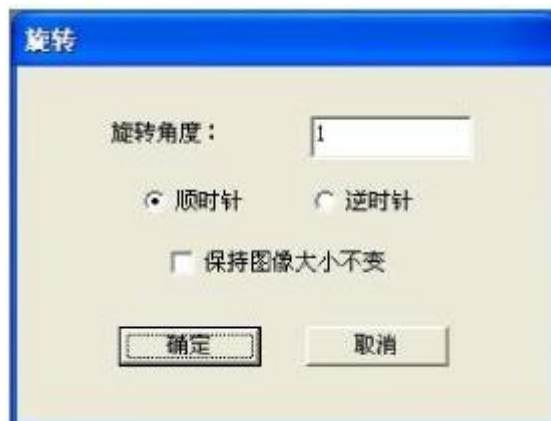 旋转
旋转角度： 1
顺时针 逆时针
保持图像大小不变
确定 取消